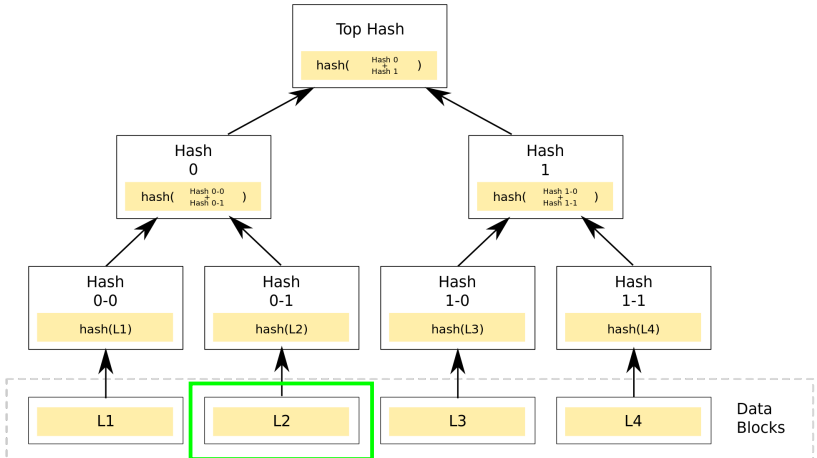 Top Hash
hash( Hash 0 + Hash 1 )
Hash
0
hash( Hash 0-0 + Hash 0-1 )
Hash
1
hash( Hash 1-0 + Hash 1-1 )
Hash
0-0
hash(L1)
Hash
0-1
hash(L2)
Hash
1-0
hash(L3)
Hash
1-1
hash(L4)
L1
L2
L3
L4
Data
Blocks